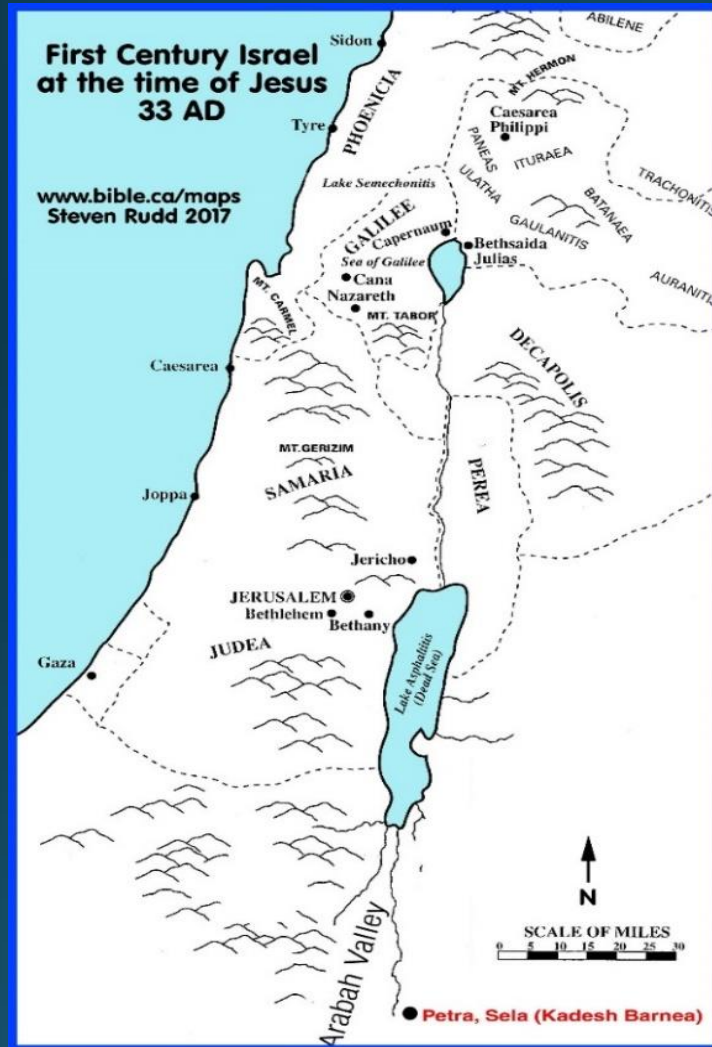 First Century Israel
at the time of Jesus
33 AD
www.bible.ca/maps
Steven Rudd 2017
ABILENE
Sidon
MT. HERMON
PHOENICIA
Caesarea
Philippi
Tyre
PANEAS
ITURAEA
TRACHONITIS
Lake Semechonitis
ULATHA
BATANAEA
GALILEE
GAULANITIS
Capernaum
Bethsaida
Julias
Sea of Galilee
AURANITIS
Cana
Nazareth
MT. CARMEL
MT. TABOR
DECAPOLIS
Caesarea
MT.GERIZIM
SAMARIA
PEREA
Joppa
Jericho
JERUSALEM
Bethlehem
Bethany
JUDEA
Gaza
Lake Asphaltitis
(Dead Sea)
N
SCALE OF MILES
0 5 10 15 20 25 30
Arabah Valley
Petra, Sela (Kadesh Barnea)